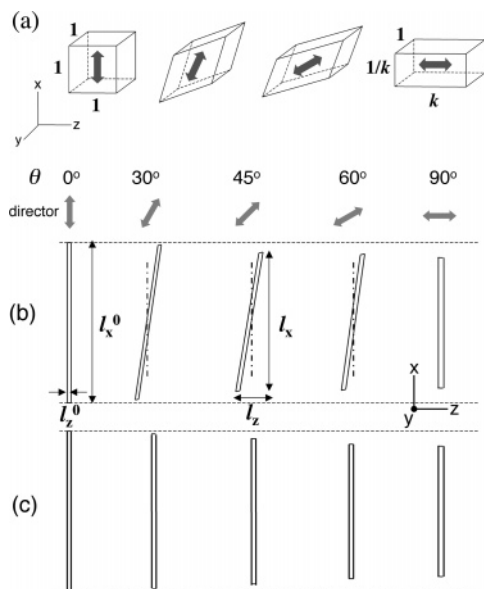 (a)
1
1
1
1
1/k
k
x
y
z
θ 0° 30° 45° 60° 90°
director
(b)
lx0
lx
lz0
lz
x
y
z
(c)